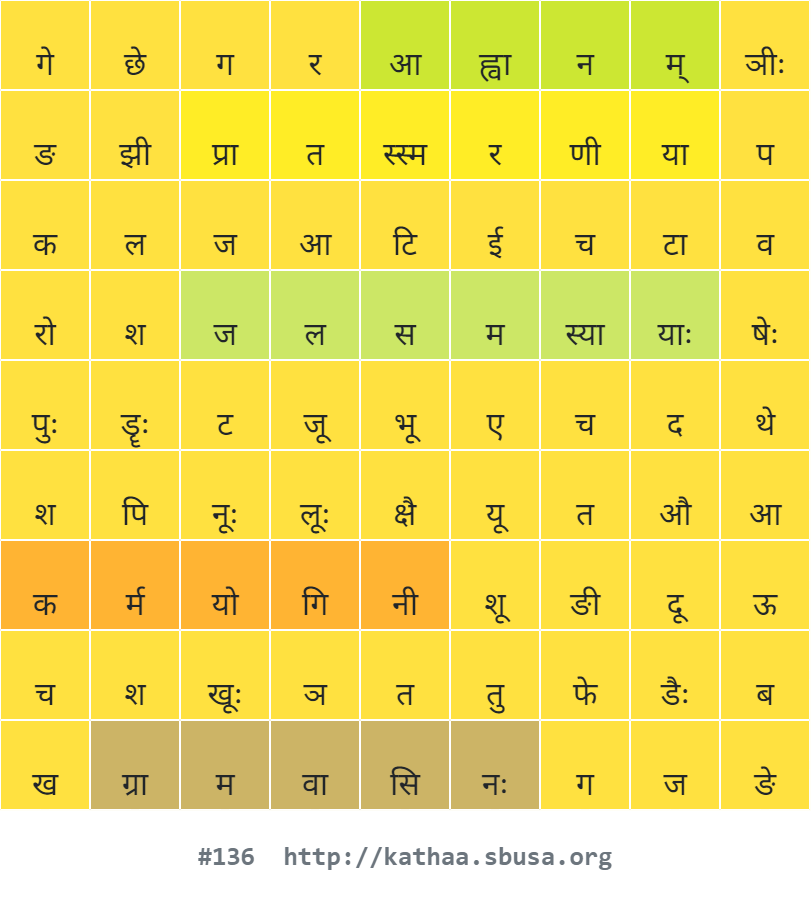 गे छे ग र आ ह्वा न म् ञीः
ङ झी प्रा त स्स्म र णी या प
क ल ज आ टि ई च टा व
रो श ज ल स म स्या याः षेः
पुः डॄः ट जू भू ए च द थे
श पि नूः लूः क्षै यू त औ आ
क र्म यो गि नी शू ङी दू ऊ
च श खूः ञ त तु फे डैः ब
ख ग्रा म वा सि नः ग ज ङे
#136 http://kathaa.sbusa.org